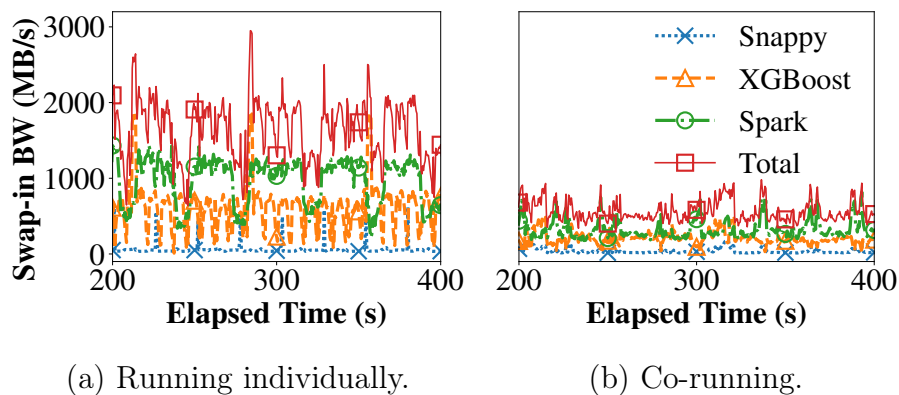 Swap-in BW (MB/s)
3000
2000
1000
0
200
300
400
Elapsed Time (s)
(a) Running individually.
Snappy
XGBoost
Spark
Total
200
300
400
Elapsed Time (s)
(b) Co-running.